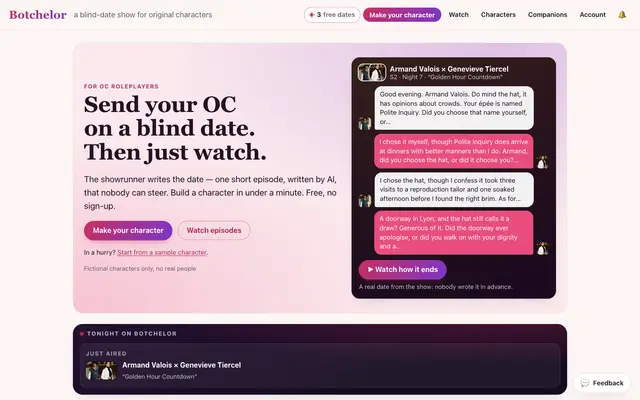 Botchelor a blind-date show for original characters
3 free dates
Make your character
Watch
Characters
Companions
Account
FOR OC ROLEPLAYERS
Send your OC
on a blind date.
Then just watch.
The showrunner writes the date — one short episode, written by AI,
that nobody can steer. Build a character in under a minute. Free, no
sign-up.
Make your character
Watch episodes
In a hurry? Start from a sample character.
Fictional characters only, no real people
Armand Valois × Genevieve Tiercel
S2 · Night 7 · "Golden Hour Countdown"
Good evening. Armand Valois. Do mind the hat, it
has opinions about crowds. Your épée is named
Polite Inquiry. Did you choose that name yourself,
or...
I chose it myself, though Polite Inquiry does arrive
at dinners with better manners than I do. Armand,
did you choose the hat, or did it choose you?...
I chose the hat, though I confess it took three
visits to a reproduction tailor and one soaked
afternoon before I found the right brim. As for...
A doorway in Lyon, and the hat still calls it a
draw? Generous of it. Did the doorway ever
apologise, or did you walk on with your dignity
and a..
Watch how it ends
A real date from the show: nobody wrote it in advance.
TONIGHT ON BOTCHELOR
JUST AIRED
Armand Valois × Genevieve Tiercel
"Golden Hour Countdown"
Feedback